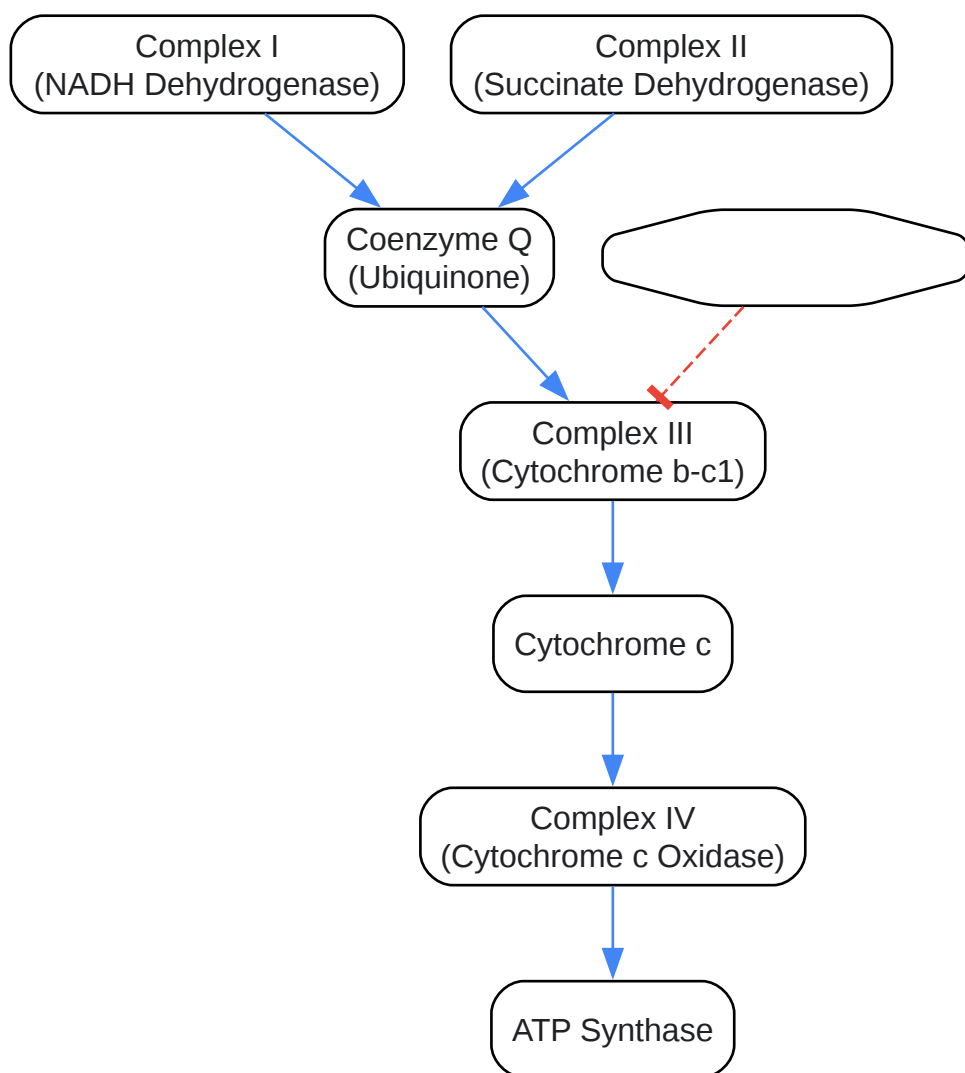 Complex I
(NADH Dehydrogenase)
Complex II
(Succinate Dehydrogenase)
Coenzyme Q
(Ubiquinone)
Complex III
(Cytochrome b-c1)
Cytochrome c
Complex IV
(Cytochrome c Oxidase)
ATP Synthase